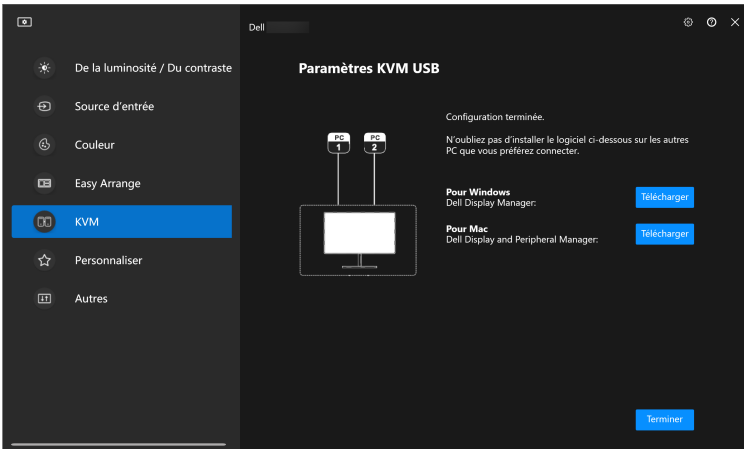 Dell
De la luminosité / Du contraste
Source d'entrée
Couleur
Easy Arrange
KVM
Personnaliser
Autres
Paramètres KVM USB
PC
1
PC
2
Configuration terminée.
N'oubliez pas d'installer le logiciel ci-dessous sur les autres
PC que vous préférez connecter.
Pour Windows
Dell Display Manager:
Télécharger
Pour Mac
Dell Display and Peripheral Manager:
Télécharger
Terminer